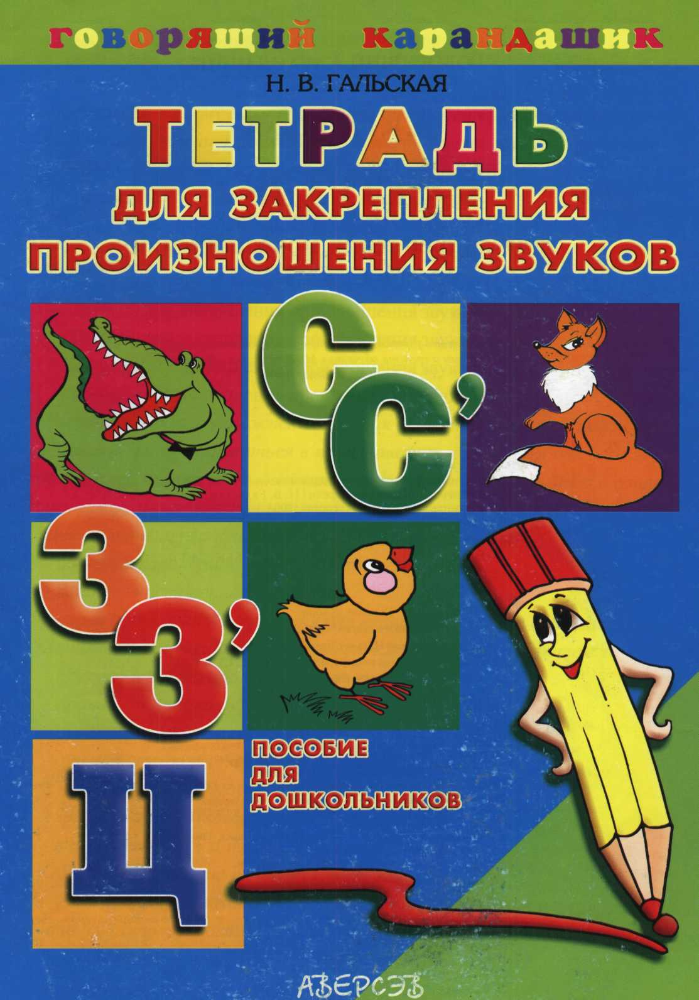 говорящий карандашик
Н. В. ГАЛЬСКАЯ
ТЕТРАДЬ
ДЛЯ ЗАКРЕПЛЕНИЯ
ПРОИЗНОШЕНИЯ ЗВУКОВ
С
С’
З
З’
Ц
ПОСОБИЕ
ДЛЯ
ДОШКОЛЬНИКОВ
АВЕРСЭВ